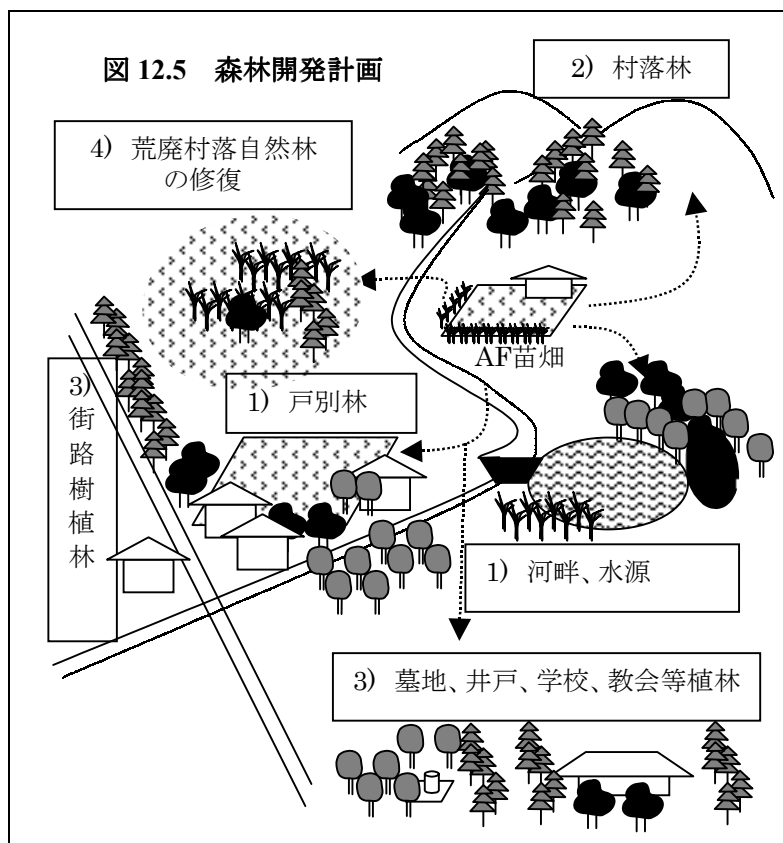 図 12.5 森林開発計画
2) 村落林
4) 荒廃村落自然林
の修復
AF苗畑
1) 戸別林
3)
街路樹植林
1) 河畔、水源
3) 墓地、井戸、学校、教会等植林